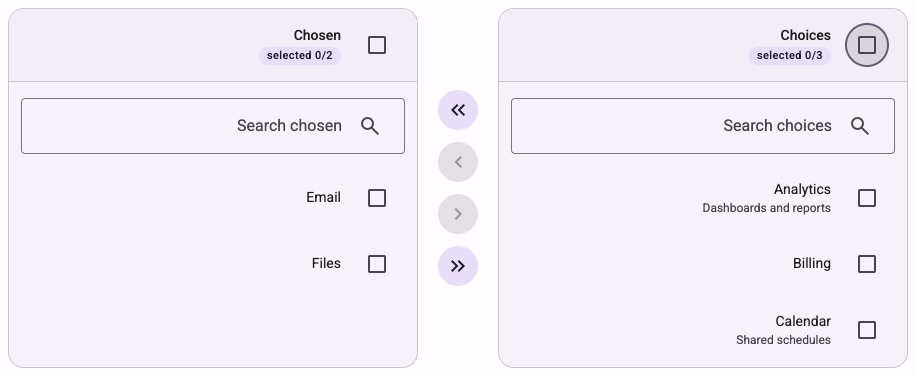 Chosen
selected 0/2
Search chosen
Email
Files
Choices
selected 0/3
Search choices
Analytics
Dashboards and reports
Billing
Calendar
Shared schedules